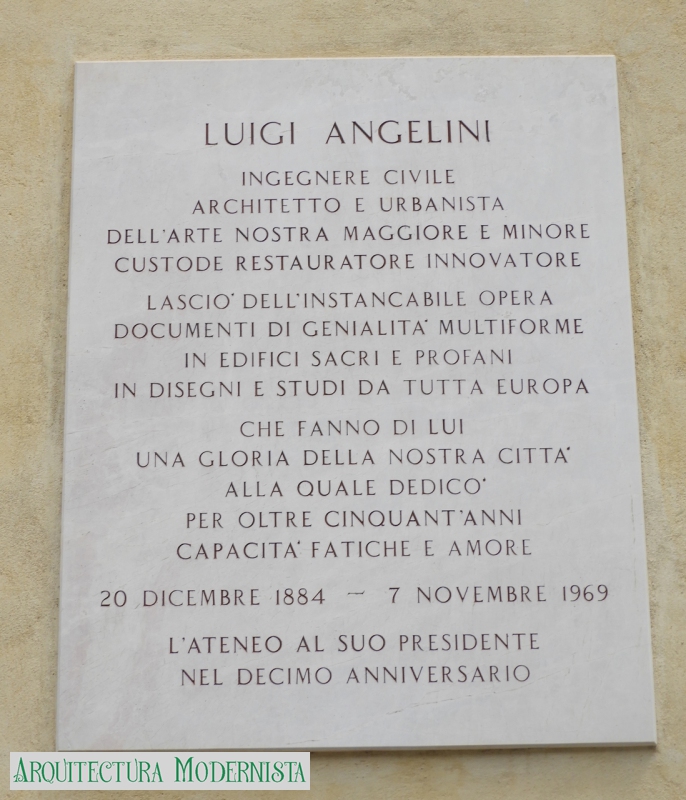 LUIGI ANGELINI
INGEGNERE CIVILE
ARCHITETTO E URBANISTA
DELL'ARTE NOSTRA MAGGIORE E MINORE
CUSTODE RESTAURATORE INNOVATORE
LASCIO' DELL'INSTANCABILE OPERA
DOCUMENTI DI GENIALITA' MULTIFORME
IN EDIFICI SACRI E PROFANI
IN DISEGNI E STUDI DA TUTTA EUROPA
CHE FANNO DI LUI
UNA GLORIA DELLA NOSTRA CITTA'
ALLA QUALE DEDICO'
PER OLTRE CINQUANT'ANNI
CAPACITA' FATICHE E AMORE
20 DICEMBRE 1884 ~ 7 NOVEMBRE 1969
L'ATENEO AL SUO PRESIDENTE
NEL DECIMO ANNIVERSARIO
ARQUITECTURA MODERNISTA